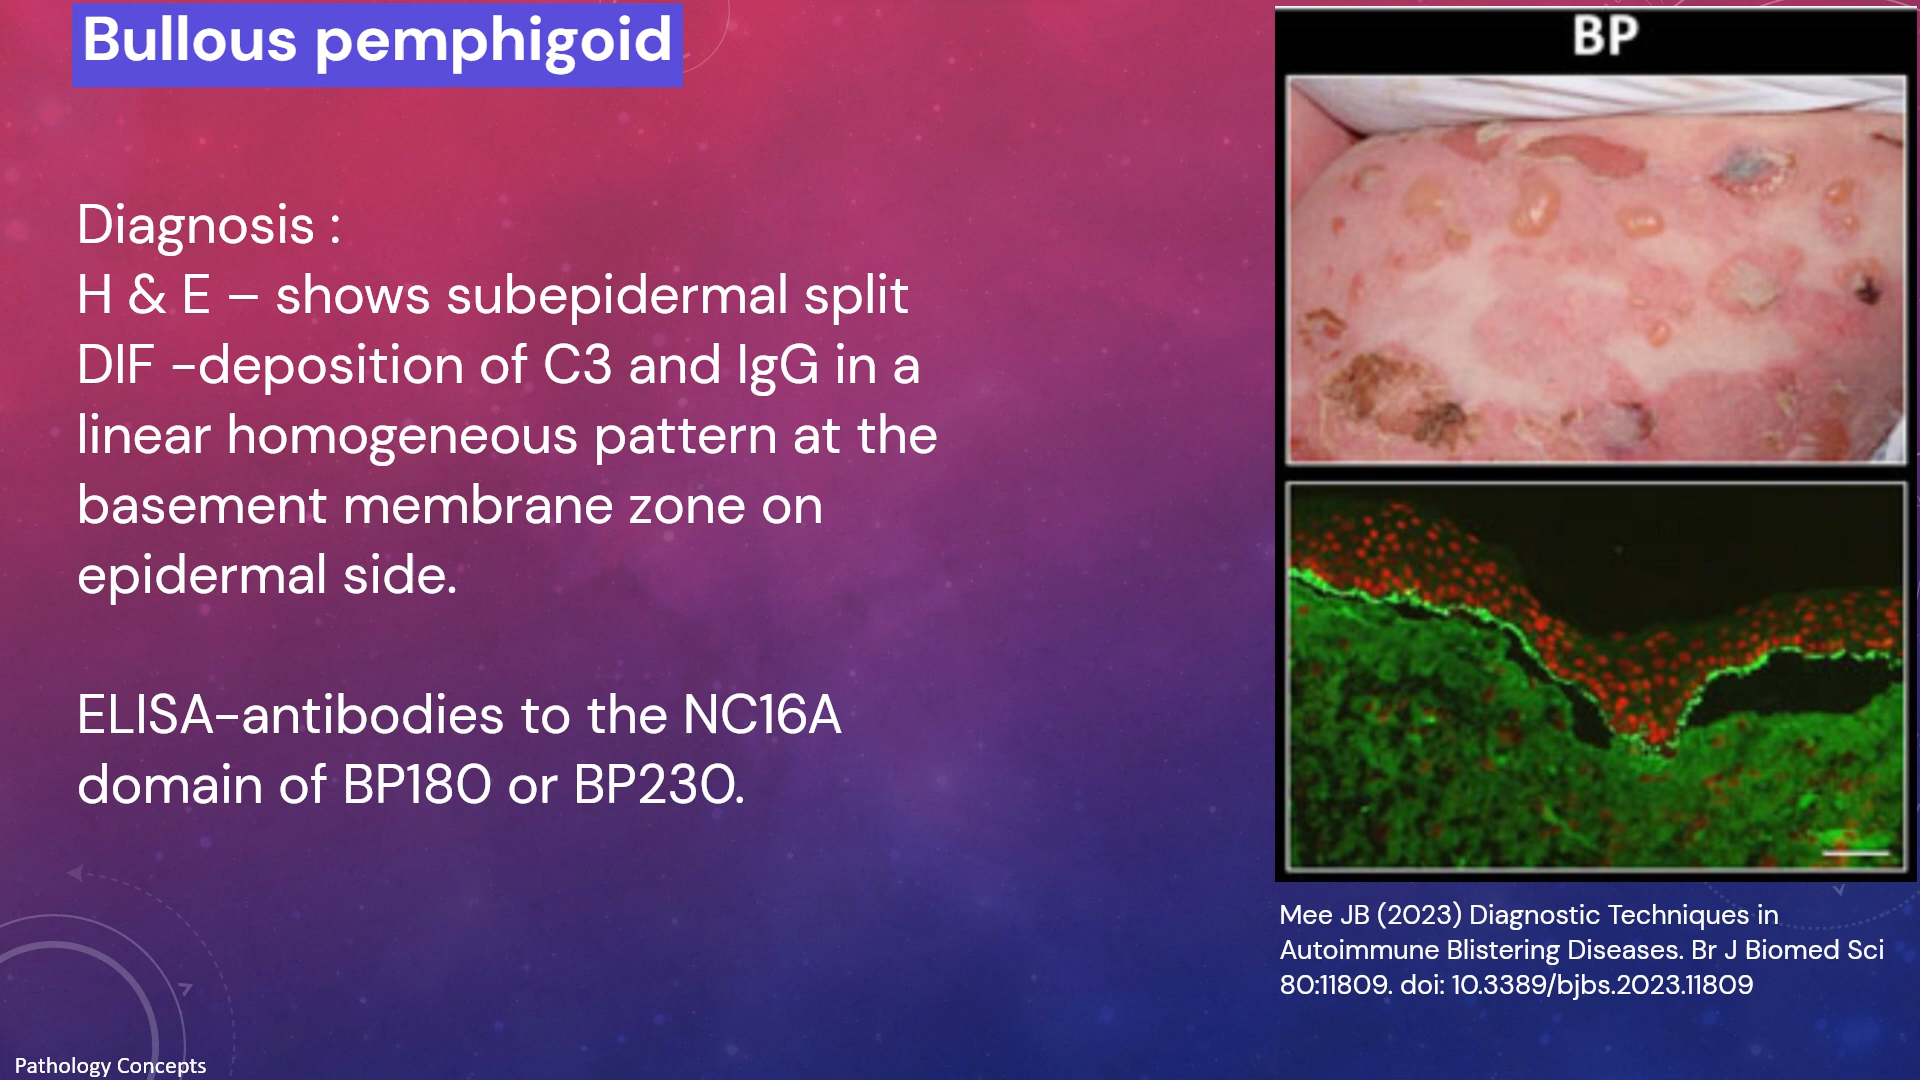 Bullous pemphigoid
Diagnosis :
H & E – shows subepidermal split
DIF –deposition of C3 and IgG in a
linear homogeneous pattern at the
basement membrane zone on
epidermal side.
ELISA–antibodies to the NC16A
domain of BP180 or BP230.
BP
Mee JB (2023) Diagnostic Techniques in
Autoimmune Blistering Diseases. Br J Biomed Sci
80:11809. doi: 10.3389/bjbs.2023.11809
Pathology Concepts